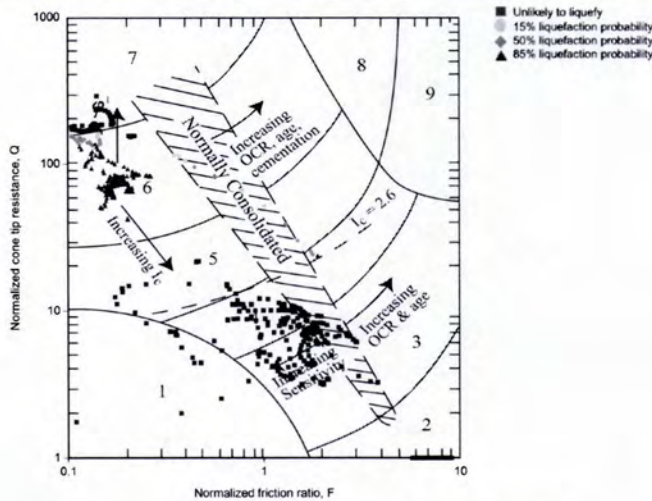 Unlikely to liquefy
15% liquefaction probability
50% liquefaction probability
85% liquefaction probability
1000
100
10
1
Normalized cone tip resistance, Q
7
8
9
6
5
1
3
2
Normally Consolidated
Increasing
OCR, age,
cementation
Increasing Ic
Ic = 2.6
Increasing
OCR & age
Increasing
Sensitivity
0.1
1
10
Normalized friction ratio, F